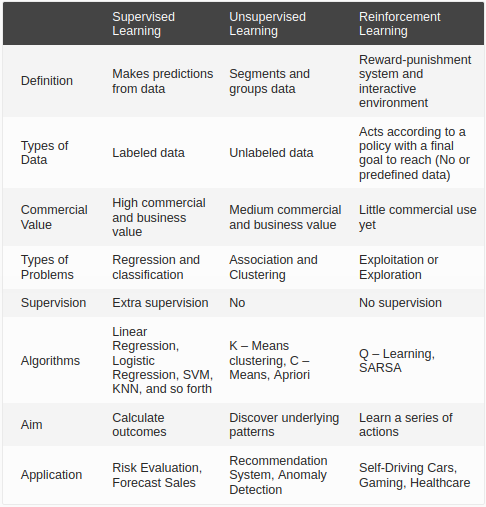 Supervised Learning
Unsupervised Learning
Reinforcement Learning
Definition
Makes predictions
from data
Segments and
groups data
Reward-punishment
system and
interactive
environment
Types of
Data
Labeled data
Unlabeled data
Acts according to a
policy with a final
goal to reach (No or
predefined data)
Commercial
Value
High commercial
and business
value
Medium commercial
and business value
Little commercial use
yet
Types of
Problems
Regression and
classification
Association and
Clustering
Exploitation or
Exploration
Supervision
Extra supervision
No
No supervision
Algorithms
Linear
Regression,
Logistic
Regression, SVM,
KNN, and so forth
K – Means
clustering, C –
Means, Apriori
Q – Learning,
SARSA
Aim
Calculate
outcomes
Discover underlying
patterns
Learn a series of
actions
Application
Risk Evaluation,
Forecast Sales
Recommendation
System, Anomaly
Detection
Self-Driving Cars,
Gaming, Healthcare